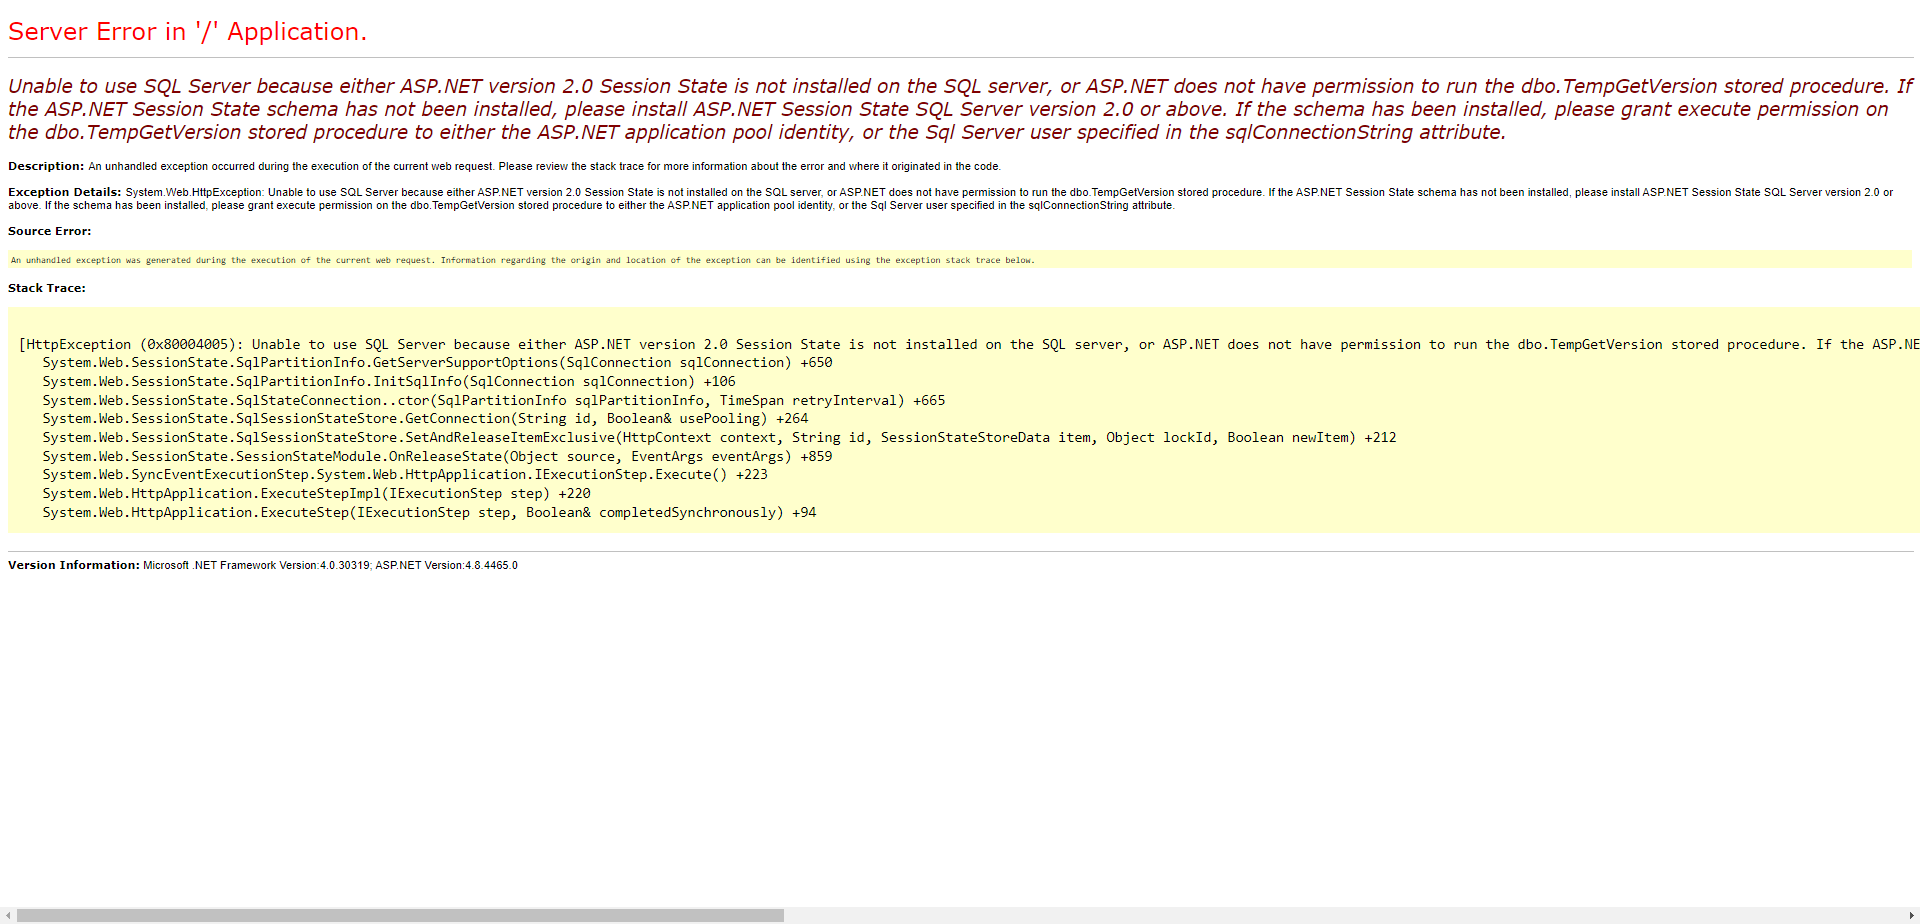 Server Error in '/' Application.
Unable to use SQL Server because either ASP.NET version 2.0 Session State is not installed on the SQL server, or ASP.NET does not have permission to run the dbo.TempGetVersion stored procedure. If
the ASP.NET Session State schema has not been installed, please install ASP.NET Session State SQL Server version 2.0 or above. If the schema has been installed, please grant execute permission on
the dbo.TempGetVersion stored procedure to either the ASP.NET application pool identity, or the Sql Server user specified in the sqlConnectionString attribute.
Description: An unhandled exception occurred during the execution of the current web request. Please review the stack trace for more information about the error and where it originated in the code.
Exception Details: System.Web.HttpException: Unable to use SQL Server because either ASP.NET version 2.0 Session State is not installed on the SQL server, or ASP.NET does not have permission to run the dbo.TempGetVersion stored procedure. If the ASP.NET Session State schema has not been installed, please install ASP.NET Session State SQL Server version 2.0 or
above. If the schema has been installed, please grant execute permission on the dbo.TempGetVersion stored procedure to either the ASP.NET application pool identity, or the Sql Server user specified in the sqlConnectionString attribute.
Source Error:
An unhandled exception was generated during the execution of the current web request. Information regarding the origin and location of the exception can be identified using the exception stack trace below.
Stack Trace:
[HttpException (0x80004005): Unable to use SQL Server because either ASP.NET version 2.0 Session State is not installed on the SQL server, or ASP.NET does not have permission to run the dbo.TempGetVersion stored procedure. If the ASP.NE
System.Web.SessionState.SqlPartitionInfo.GetServerSupportOptions(SqlConnection sqlConnection) +650
System.Web.SessionState.SqlPartitionInfo.InitSqlInfo(SqlConnection sqlConnection) +106
System.Web.SessionState.SqlStateConnection..ctor(SqlPartitionInfo sqlPartitionInfo, TimeSpan retryInterval) +665
System.Web.SessionState.SqlSessionStateStore.GetConnection(String id, Boolean& usePooling) +264
System.Web.SessionState.SqlSessionStateStore.SetAndReleaseItemExclusive(HttpContext context, String id, SessionStateStoreData item, Object lockId, Boolean newItem) +212
System.Web.SessionState.SessionStateModule.OnReleaseState(Object source, EventArgs eventArgs) +859
System.Web.SyncEventExecutionStep.System.Web.HttpApplication.IExecutionStep.Execute() +223
System.Web.HttpApplication.ExecuteStepImpl(IExecutionStep step) +220
System.Web.HttpApplication.ExecuteStep(IExecutionStep step, Boolean& completedSynchronously) +94
Version Information: Microsoft .NET Framework Version:4.0.30319; ASP.NET Version:4.8.4465.0